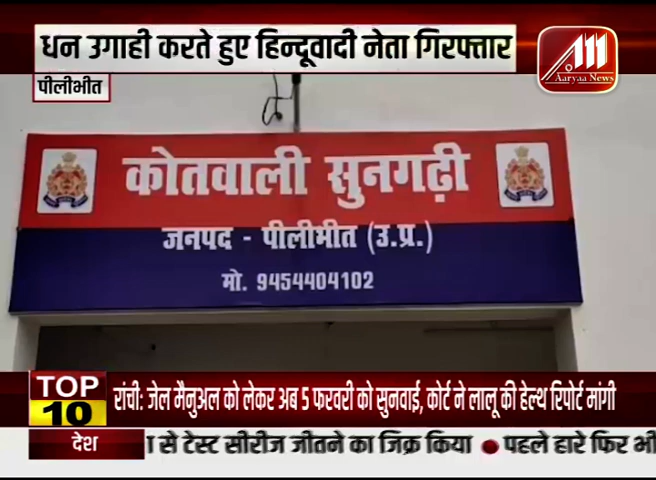 धन उगाही करते हुए हिन्दूवादी नेता गिरफ्तार
Aaryaa News
पीलीभीत
कोतवाली सुनगढ़ी
जनपद - पीलीभीत (उ.प्र.)
मो. 9454404102
TOP 10
रांची: जेल मैनुअल को लेकर अब 5 फरवरी को सुनवाई, कोर्ट ने लालू की हेल्थ रिपोर्ट मांगी
देश
से टेस्ट सीरीज जीतने का जिक्र किया ● पहले हारे फिर भी